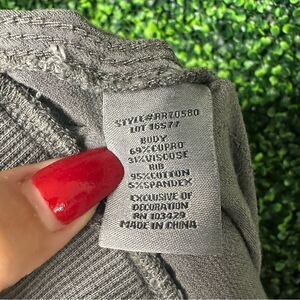 STYLE#RRZ0580
LOT 16577
BODY
69%CUPRO
31%VISCOSE
RIB
95%COTTON
5%SPANDEX
EXCLUSIVE OF
DECORATION
RN 103429
MADE IN CHINA